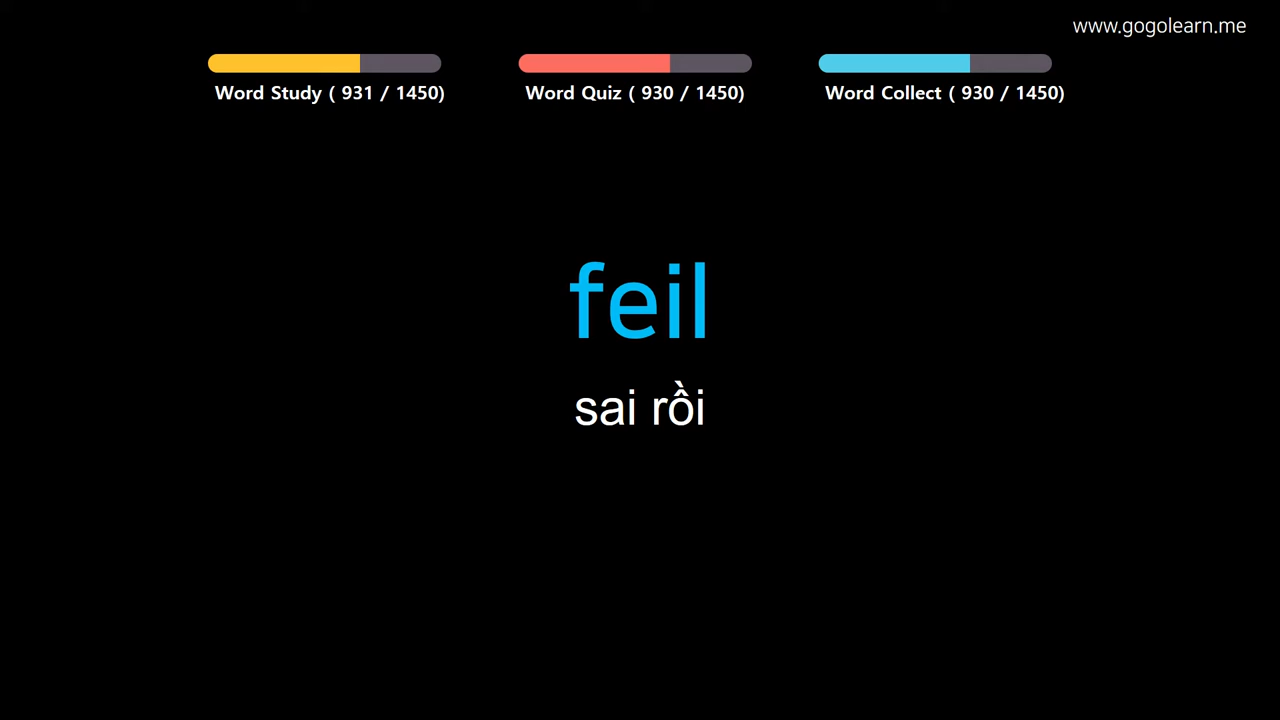 www.gogolearn.me
Word Study ( 931 / 1450)
Word Quiz ( 930 / 1450)
Word Collect ( 930 / 1450)
feil
sai rồi